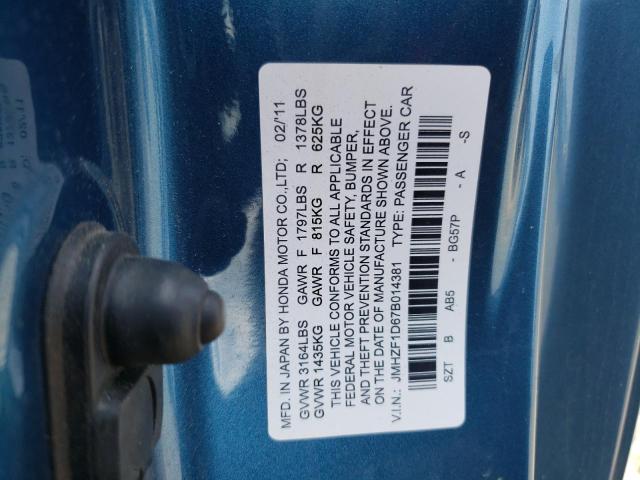 MFD. IN JAPAN BY HONDA MOTOR CO.,LTD; 02/'11
GVWR 3164LBS GAWR F 1797LBS R 1378LBS
GVWR 1435KG GAWR F 815KG R 625KG
THIS VEHICLE CONFORMS TO ALL APPLICABLE
FEDERAL MOTOR VEHICLE SAFETY, BUMPER,
AND THEFT PREVENTION STANDARDS IN EFFECT
ON THE DATE OF MANUFACTURE SHOWN ABOVE.
V.I.N.: JMHZF1D67B014381 TYPE: PASSENGER CAR
SZT B AB5 - BG57P - A -S